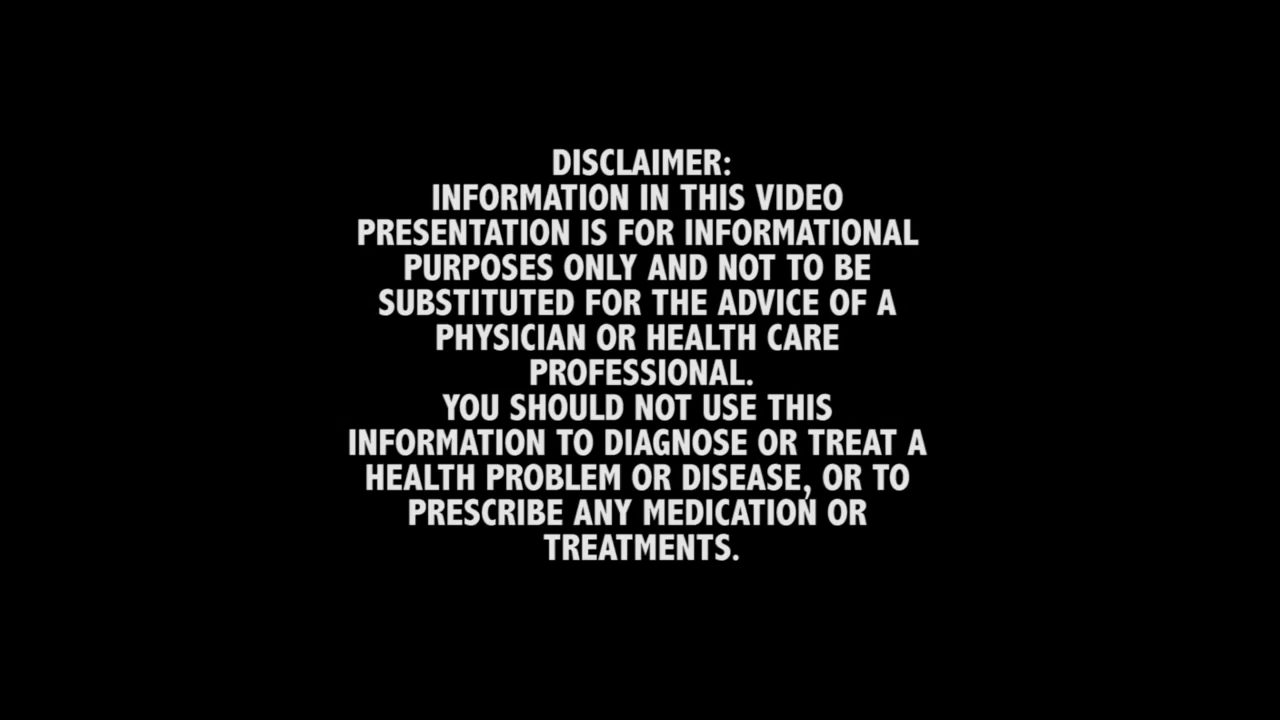 DISCLAIMER:
INFORMATION IN THIS VIDEO
PRESENTATION IS FOR INFORMATIONAL
PURPOSES ONLY AND NOT TO BE
SUBSTITUTED FOR THE ADVICE OF A
PHYSICIAN OR HEALTH CARE
PROFESSIONAL.
YOU SHOULD NOT USE THIS
INFORMATION TO DIAGNOSE OR TREAT A
HEALTH PROBLEM OR DISEASE, OR TO
PRESCRIBE ANY MEDICATION OR
TREATMENTS.